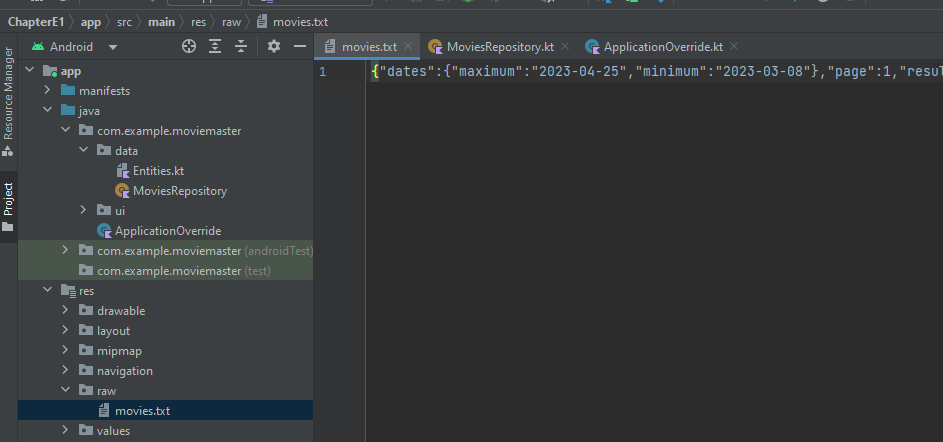 ChapterE1 › app › src › main › res › raw › movies.txt
Resource Manager
Project
Android
app
manifests
java
com.example.moviemaster
data
Entities.kt
MoviesRepository
ui
ApplicationOverride
com.example.moviemaster (androidTest)
com.example.moviemaster (test)
res
drawable
layout
mipmap
navigation
raw
movies.txt
values
movies.txt MoviesRepository.kt ApplicationOverride.kt
1 {"dates":{"maximum":"2023-04-25","minimum":"2023-03-08"},"page":1,"resul